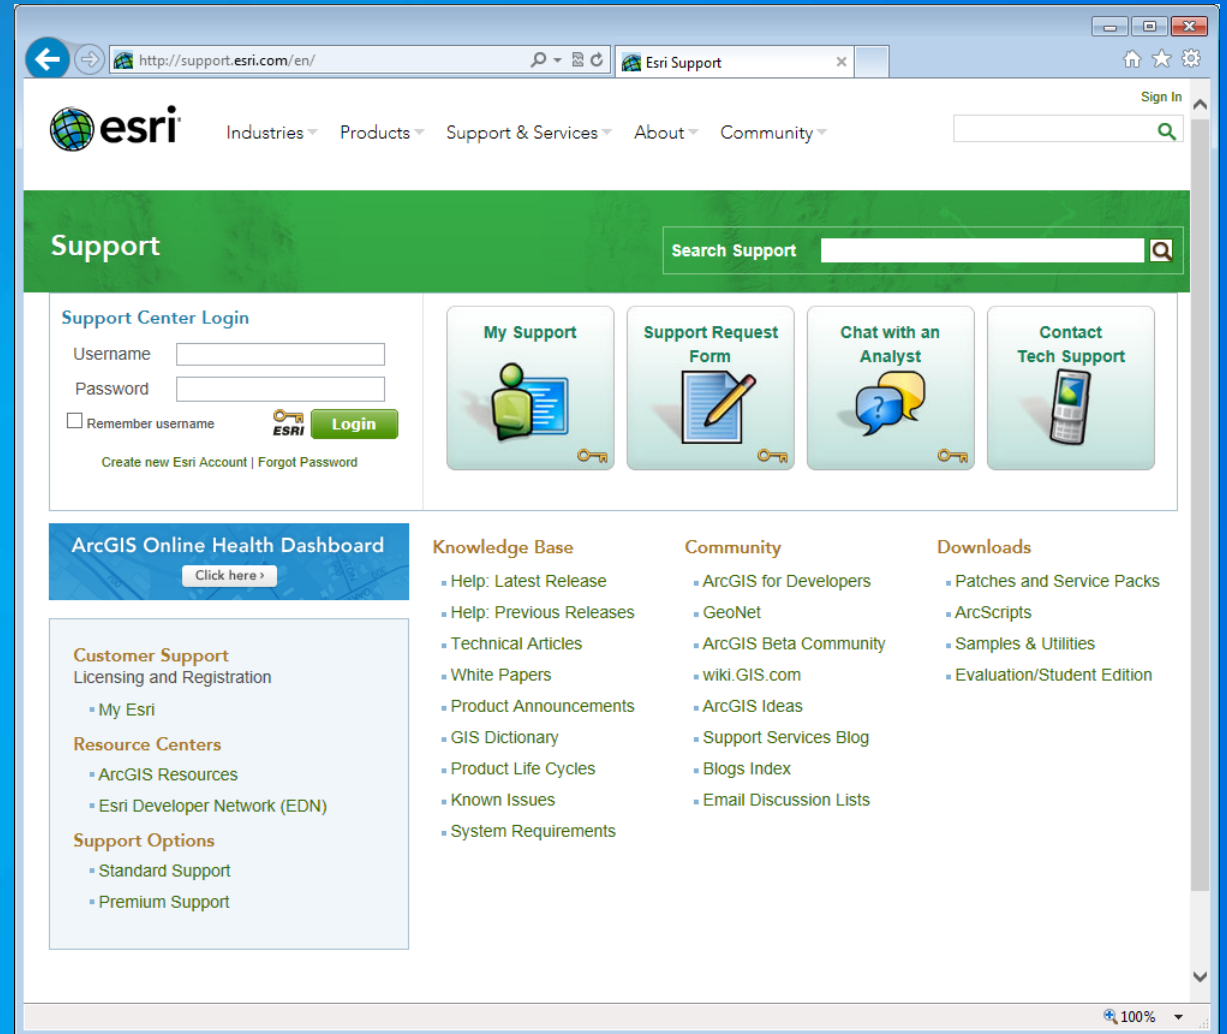 http://support.esri.com/en/
Esri Support
Sign In
esri
Industries Products Support & Services About Community
Support
Search Support
Support Center Login
Username
Password
Remember username
ESRI
Login
Create new Esri Account | Forgot Password
My Support
Support Request
Form
Chat with an
Analyst
Contact
Tech Support
ArcGIS Online Health Dashboard
Click here ›
Customer Support
Licensing and Registration
My Esri
Resource Centers
ArcGIS Resources
Esri Developer Network (EDN)
Support Options
Standard Support
Premium Support
Knowledge Base
Help: Latest Release
Help: Previous Releases
Technical Articles
White Papers
Product Announcements
GIS Dictionary
Product Life Cycles
Known Issues
System Requirements
Community
ArcGIS for Developers
GeoNet
ArcGIS Beta Community
wiki.GIS.com
ArcGIS Ideas
Support Services Blog
Blogs Index
Email Discussion Lists
Downloads
Patches and Service Packs
ArcScripts
Samples & Utilities
Evaluation/Student Edition
100%